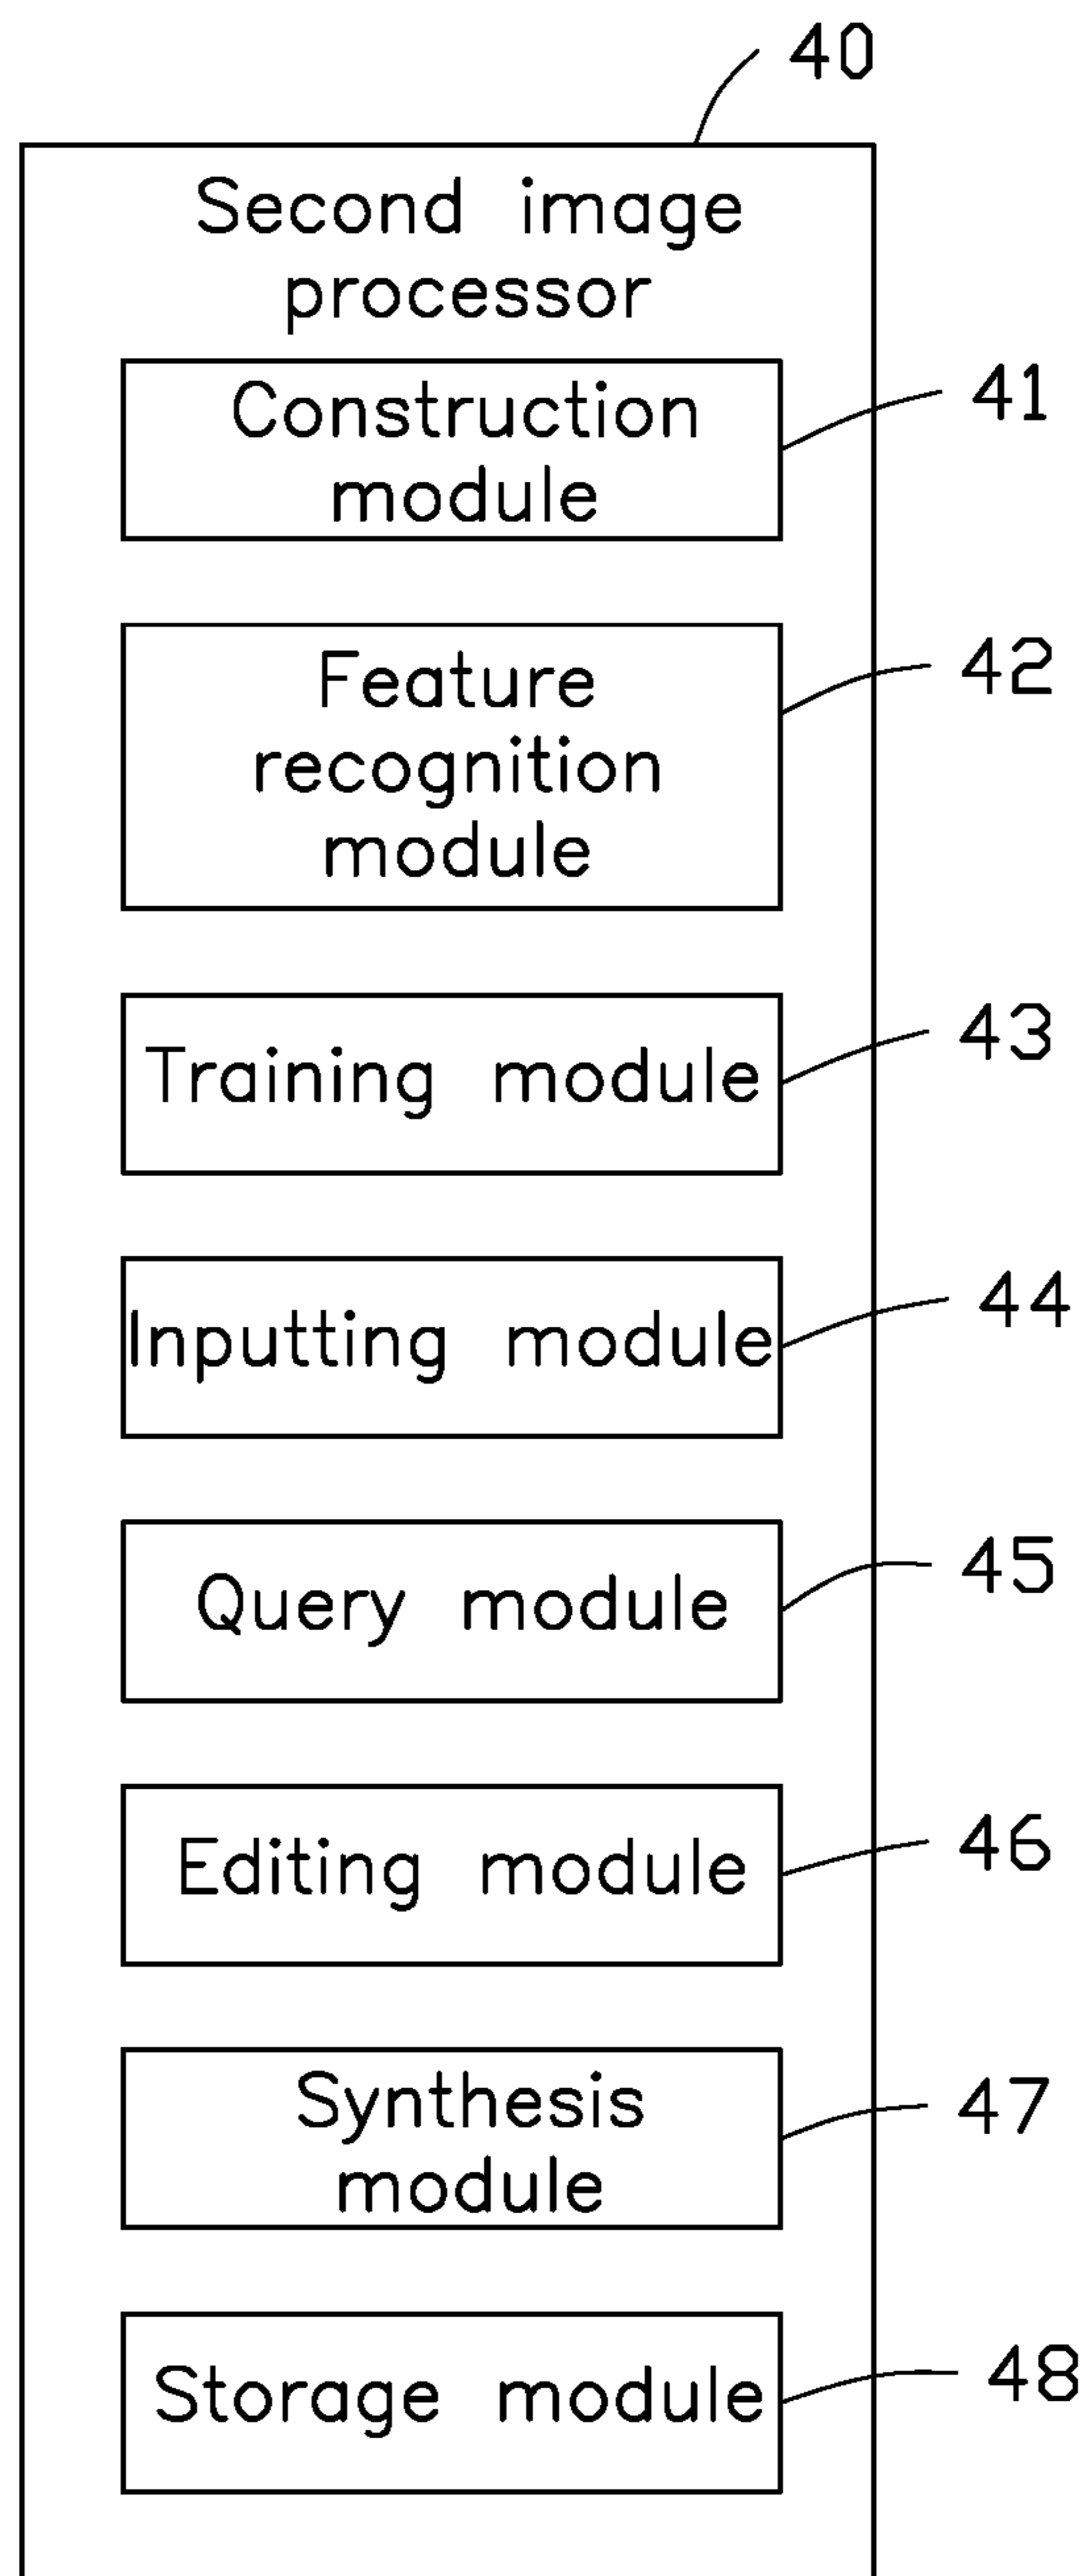 40
Second image
processor
Construction
module
41
Feature
recognition
module
42
Training module
43
Inputting module
44
Query module
45
Editing module
46
Synthesis
module
47
Storage module
48